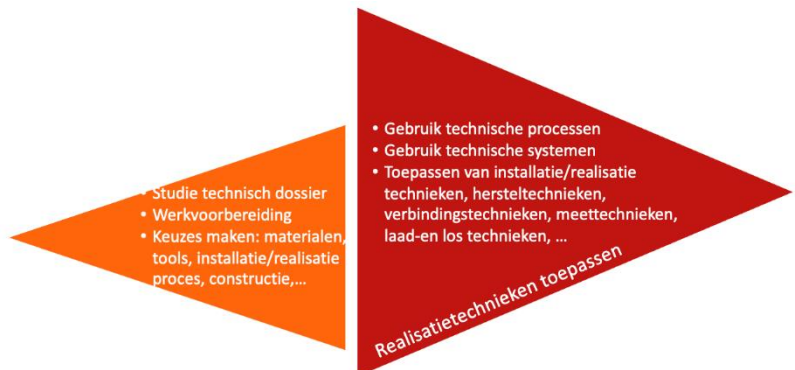 • Studie technisch dossier
• Werkvoorbereiding
• Keuzes maken: materialen,
tools, installatie/realisatie
proces, constructie,...
• Gebruik technische processen
• Gebruik technische systemen
• Toepassen van installatie/realisatie
technieken, hersteltechnieken,
verbindingstechnieken, meettechnieken,
laad-en los technieken, ...
Realisatietechnieken toepassen